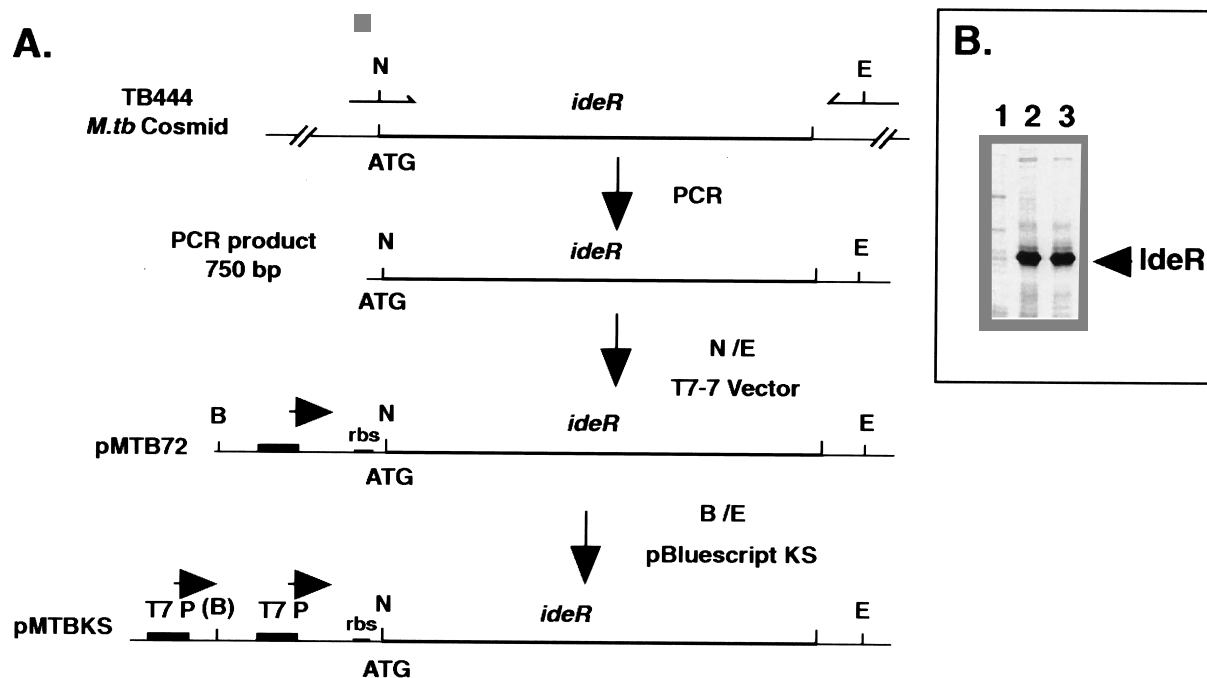 A.
N
E
TB444
M.tb Cosmid
ideR
ATG
PCR
PCR product
750 bp
N
ideR
E
ATG
N /E
T7-7 Vector
pMTB72
B
rbs
N
ideR
E
ATG
B /E
pBluescript KS
pMTBKS
T7 P (B)
T7 P
rbs
N
ideR
E
ATG
B.
1 2 3
IdeR